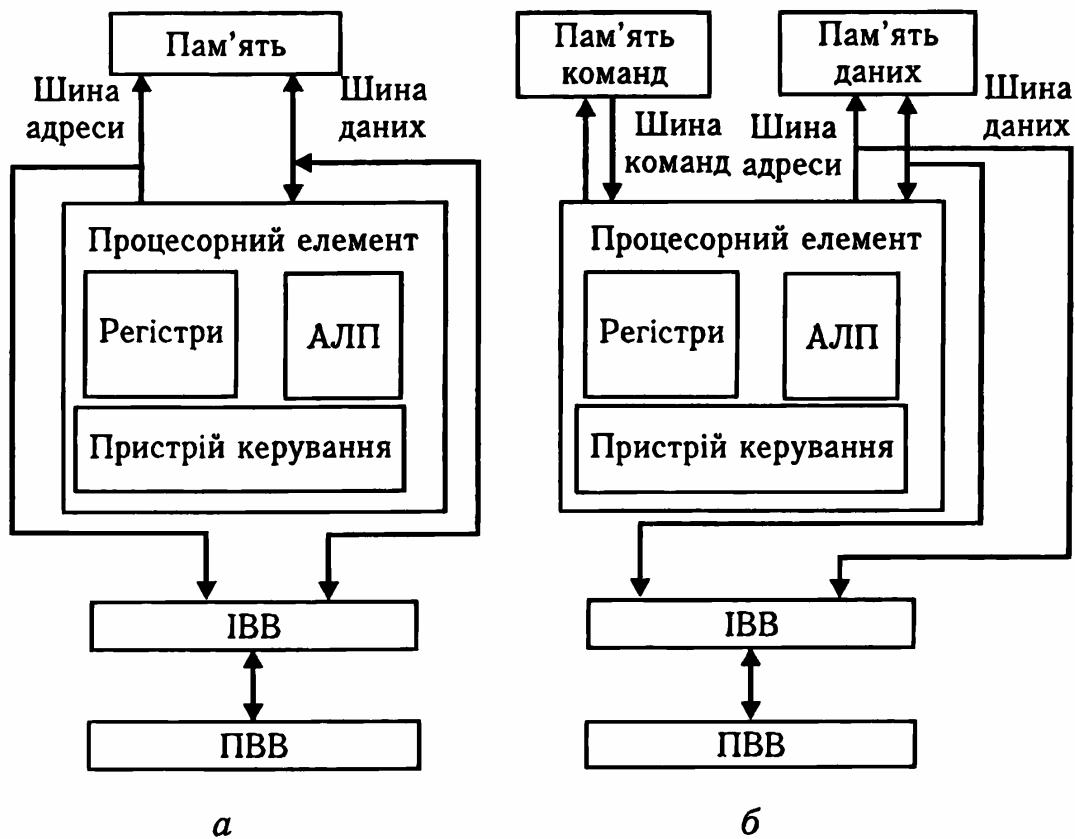 Пам’ять
Шина
адреси
Шина
даних
Процесорний елемент
Регістри
АЛП
Пристрій керування
ІВВ
ПВВ
а
Пам’ять
команд
Пам’ять
даних
Шина
команд
Шина
адреси
Шина
даних
Процесорний елемент
Регістри
АЛП
Пристрій керування
ІВВ
ПВВ
б